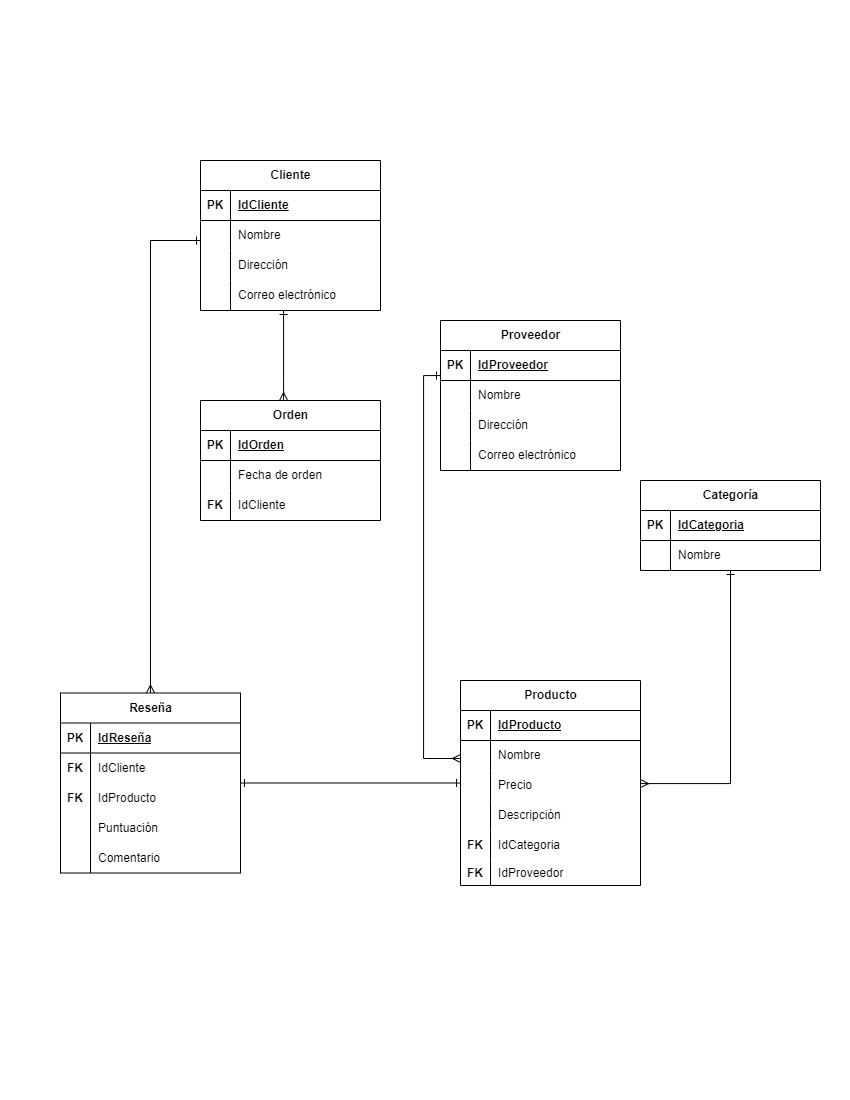 Cliente
PK IdCliente
Nombre
Dirección
Correo electrónico
Proveedor
PK IdProveedor
Nombre
Dirección
Correo electrónico
Orden
PK IdOrden
Fecha de orden
FK IdCliente
Categoría
PK IdCategoria
Nombre
Reseña
PK IdReseña
FK IdCliente
FK IdProducto
Puntuación
Comentario
Producto
PK IdProducto
Nombre
Precio
Descripción
FK IdCategoria
FK IdProveedor